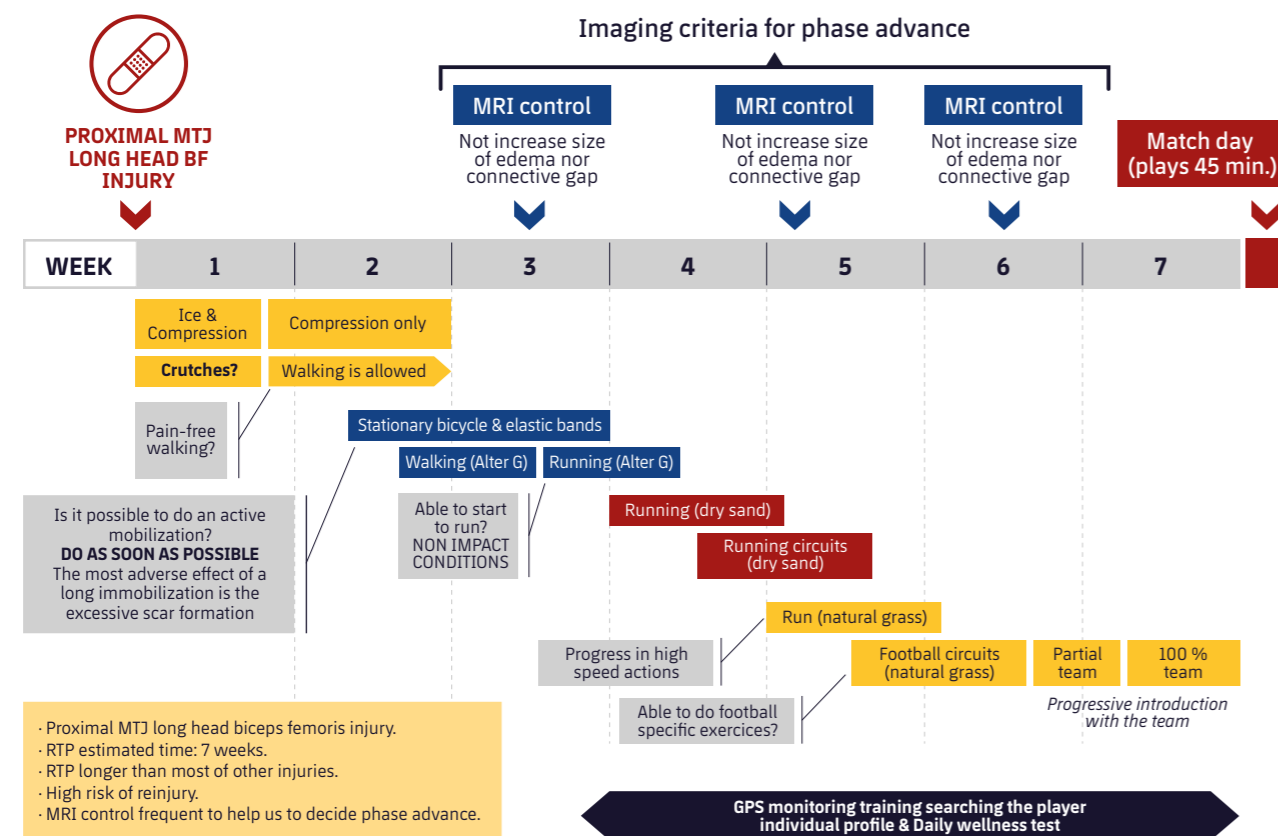 Imaging criteria for phase advance
PROXIMAL MTJ
LONG HEAD BF
INJURY
MRI control
Not increase size
of edema nor
connective gap
MRI control
Not increase size
of edema nor
connective gap
MRI control
Not increase size
of edema nor
connective gap
Match day
(plays 45 min.)
WEEK 1 2 3 4 5 6 7
Ice &
Compression
Compression only
Crutches?
Walking is allowed
Pain-free
walking?
Stationary bicycle & elastic bands
Walking (Alter G)
Running (Alter G)
Is it possible to do an active
mobilization?
DO AS SOON AS POSSIBLE
The most adverse effect of a
long immobilization is the
excessive scar formation
Able to start
to run?
NON IMPACT
CONDITIONS
Running (dry sand)
Running circuits
(dry sand)
Run (natural grass)
Progress in high
speed actions
Football circuits
(natural grass)
Partial
team
100 %
team
Able to do football
specific exercices?
Progressive introduction
with the team
· Proximal MTJ long head biceps femoris injury.
· RTP estimated time: 7 weeks.
· RTP longer than most of other injuries.
· High risk of reinjury.
· MRI control frequent to help us to decide phase advance.
GPS monitoring training searching the player
individual profile & Daily wellness test